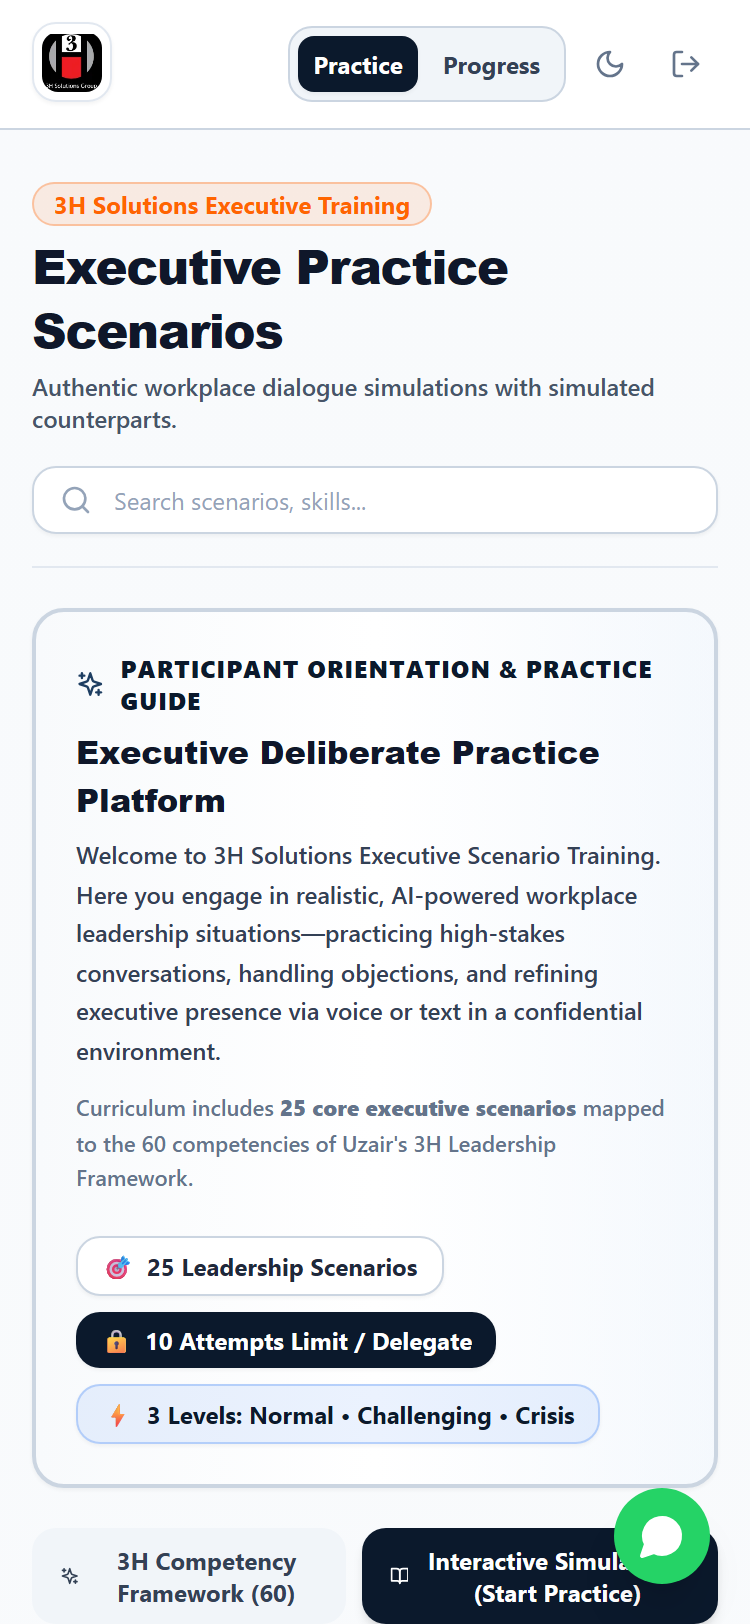 3
3H Solutions Group
Practice
Progress
3H Solutions Executive Training
Executive Practice
Scenarios
Authentic workplace dialogue simulations with simulated
counterparts.
Search scenarios, skills...
PARTICIPANT ORIENTATION & PRACTICE
GUIDE
Executive Deliberate Practice
Platform
Welcome to 3H Solutions Executive Scenario Training.
Here you engage in realistic, AI-powered workplace
leadership situations—practicing high-stakes
conversations, handling objections, and refining
executive presence via voice or text in a confidential
environment.
Curriculum includes 25 core executive scenarios mapped
to the 60 competencies of Uzair's 3H Leadership
Framework.
25 Leadership Scenarios
10 Attempts Limit / Delegate
3 Levels: Normal • Challenging • Crisis
3H Competency
Framework (60)
Interactive Simula
(Start Practice)